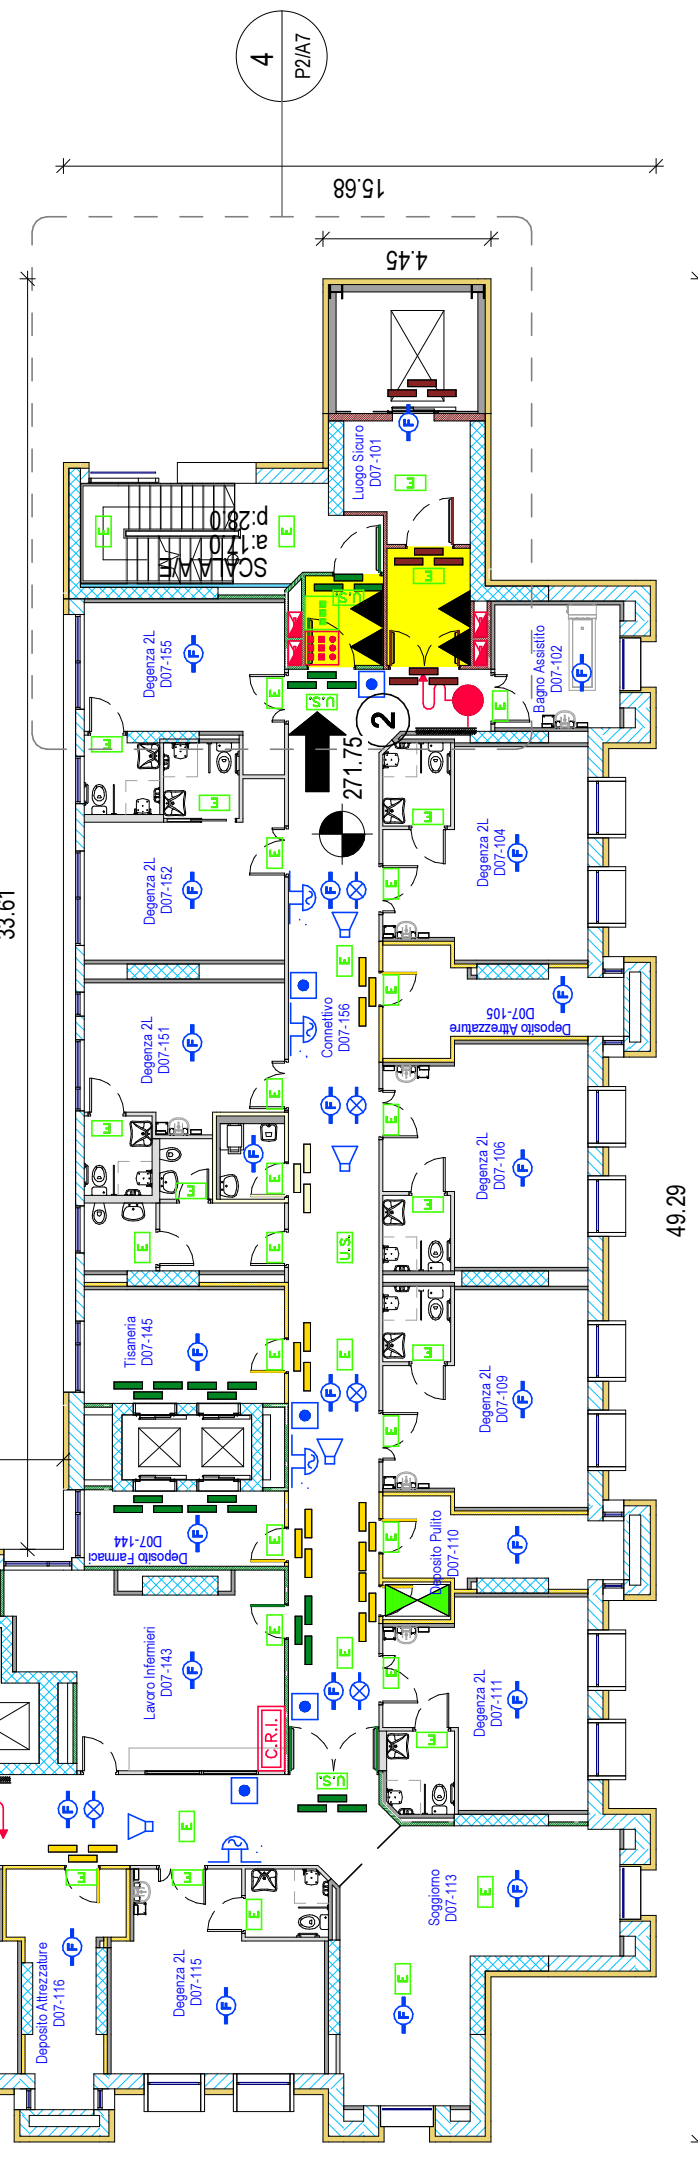 4
P2/A7
15.68
4.45
33.61
49.29
Luogo Sicuro
D07-101
SCALA/E
a:17.0
p:28.0
Degenza 2L
D07-155
U.S.
U.S.
Bagno Assistito
D07-102
2
271.75
Degenza 2L
D07-152
Degenza 2L
D07-104
Degenza 2L
D07-151
Connettivo
D07-156
Deposito Attrezzature
D07-105
Degenza 2L
D07-106
U.S.
Tisaneria
D07-145
Degenza 2L
D07-109
Deposito Farmaci
D07-144
Deposito Pulito
D07-110
Lavoro Infermieri
D07-143
C.R.I.
Degenza 2L
D07-111
U.S.
Soggiorno
D07-113
Degenza 2L
D07-115
Deposito Attrezzature
D07-116